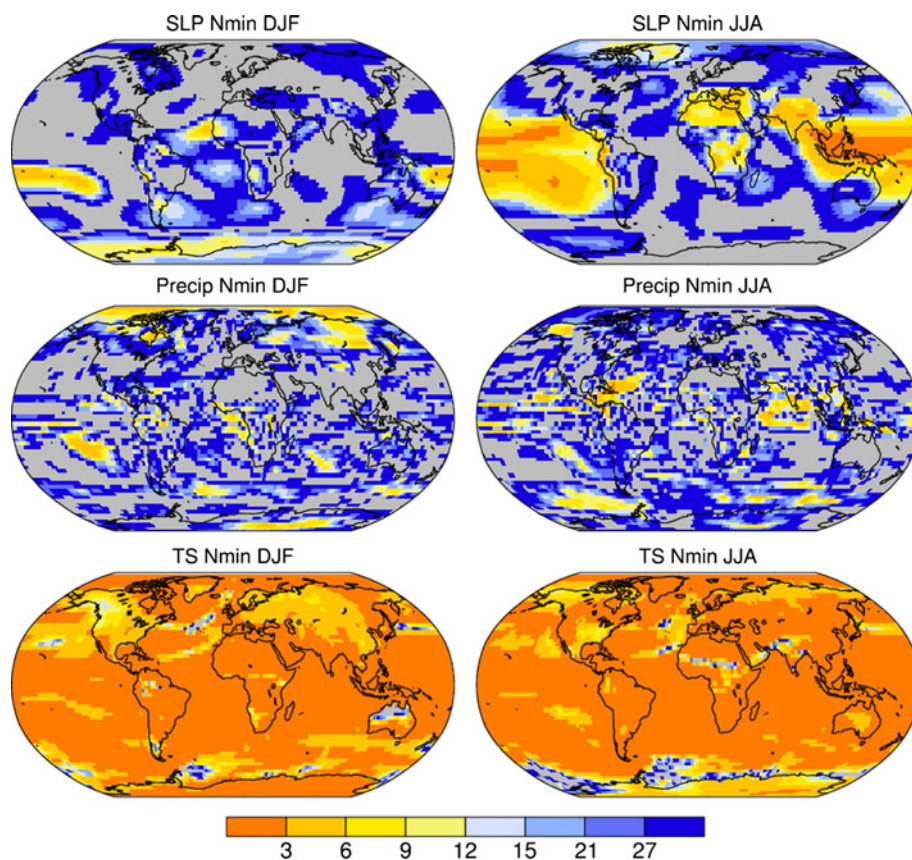 SLP Nmin DJF
SLP Nmin JJA
Precip Nmin DJF
Precip Nmin JJA
TS Nmin DJF
TS Nmin JJA
3 6 9 12 15 21 27